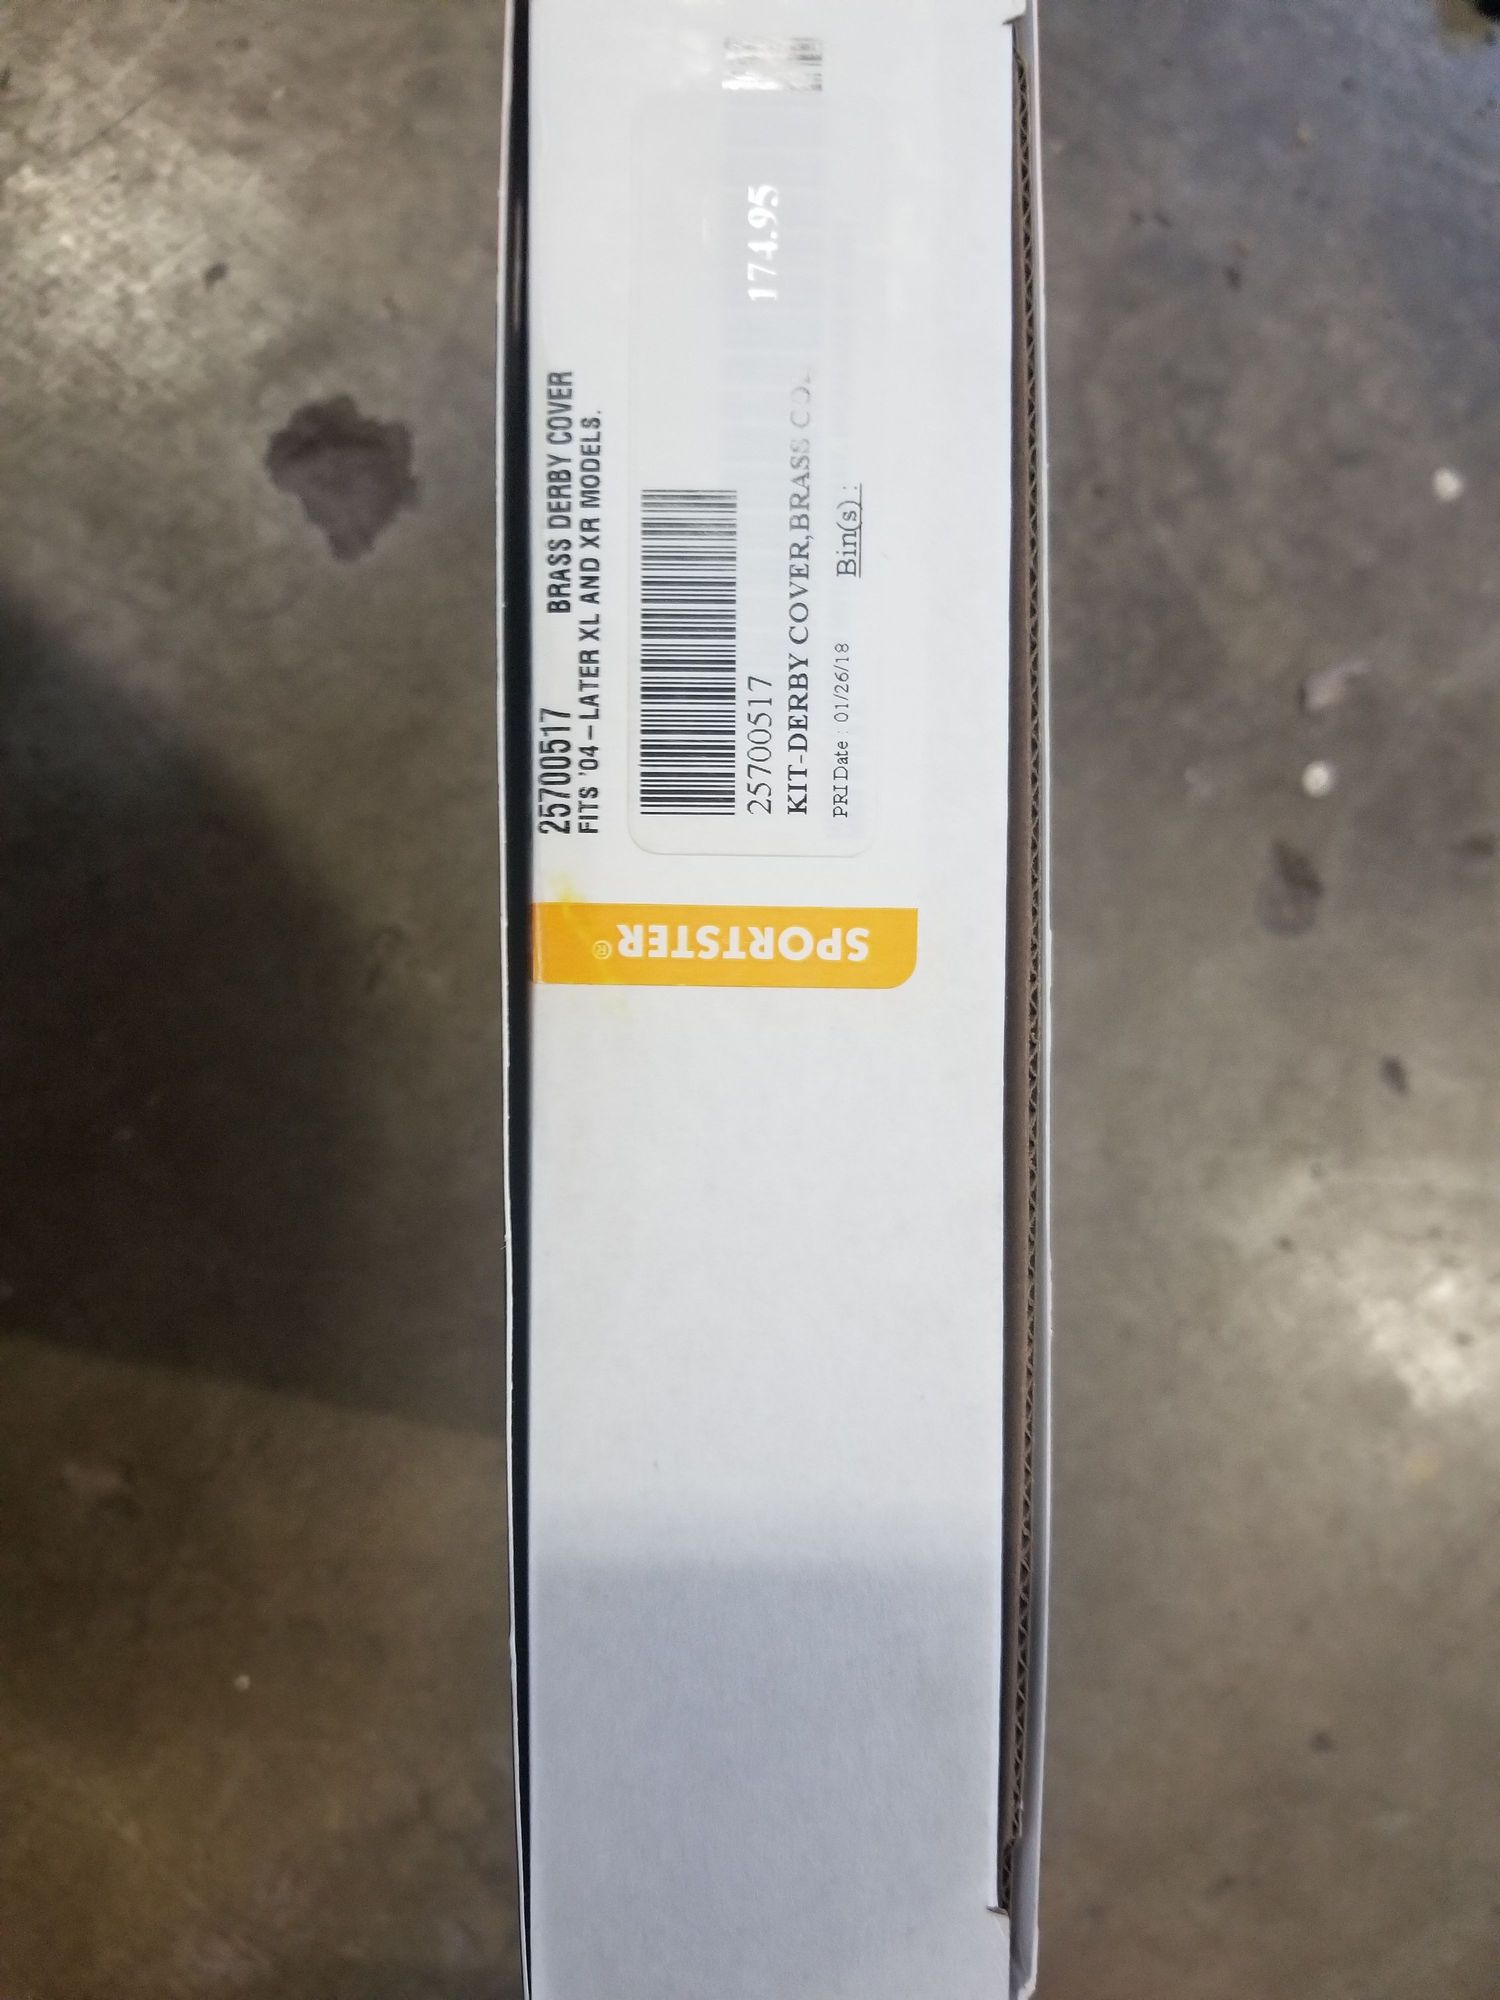 25700517 BRASS DERBY COVER
FITS '04–LATER XL AND XR MODELS.
25700517 174.95
KIT-DERBY COVER,BRASS
PRI Date : 01/26/18 Bin(s) :
SPORTSTER®